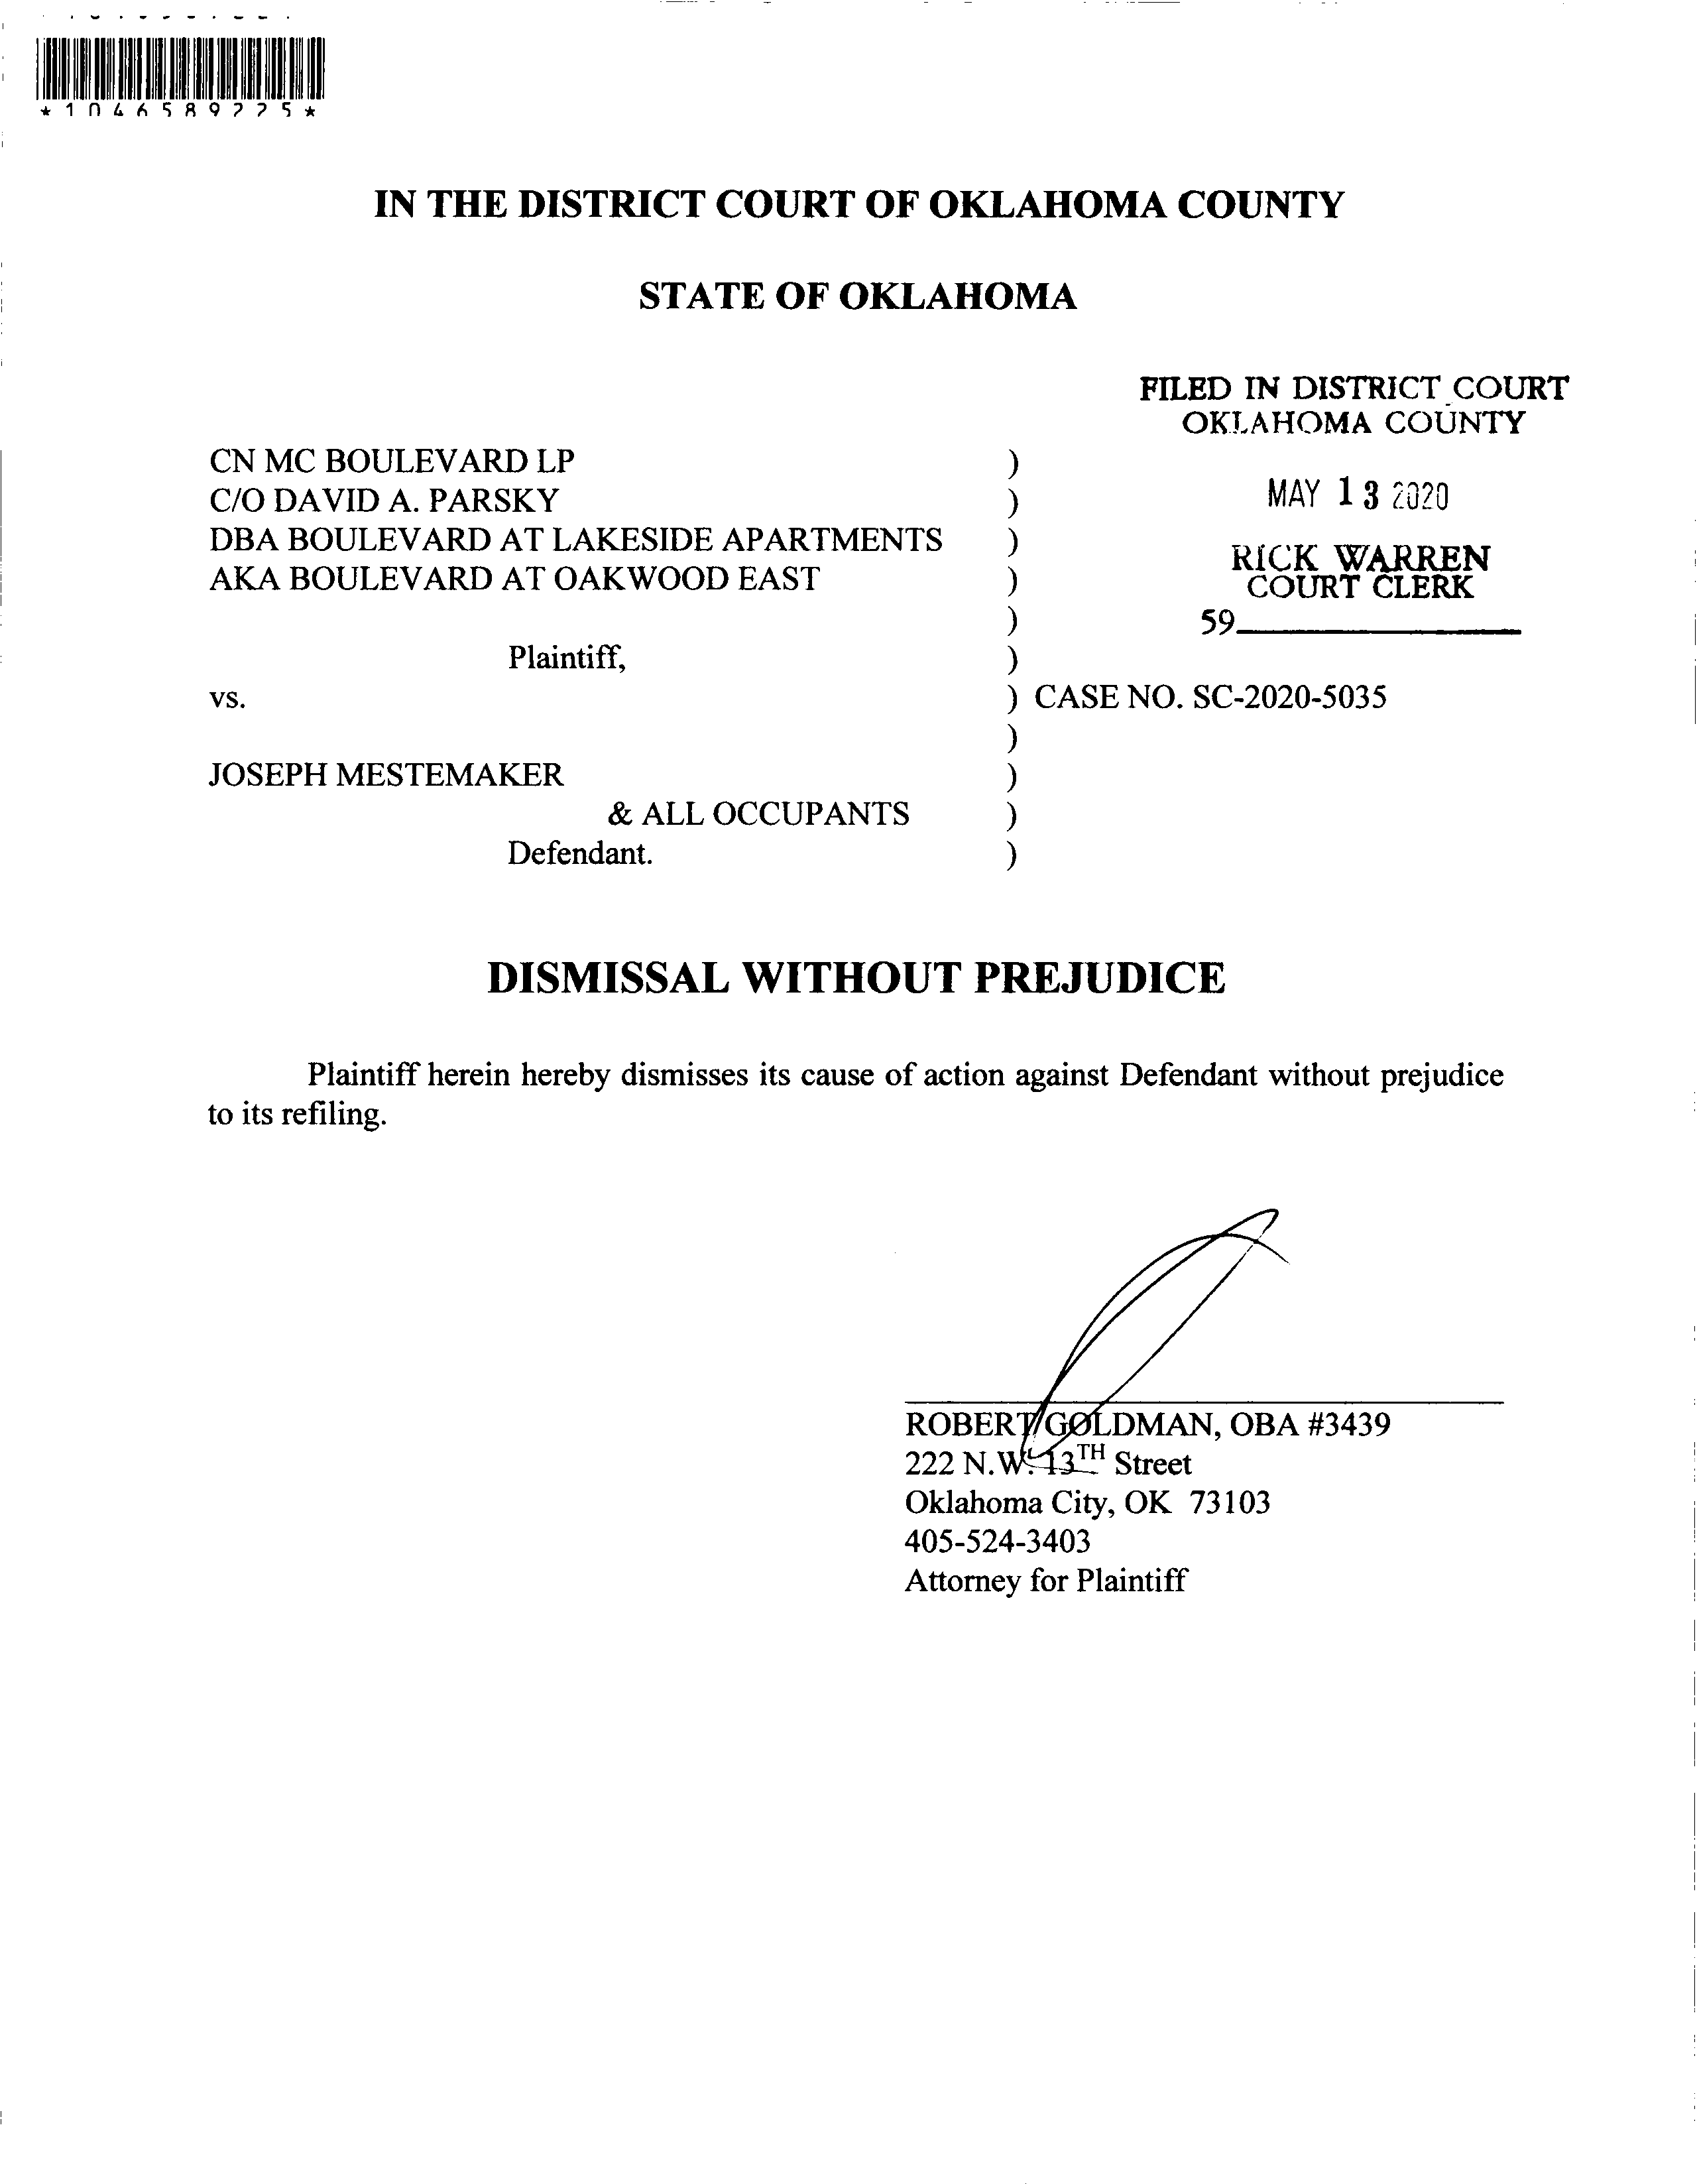 *1046589225*
IN THE DISTRICT COURT OF OKLAHOMA COUNTY
STATE OF OKLAHOMA
FILED IN DISTRICT COURT
OKLAHOMA COUNTY
MAY 13 2020
RICK WARREN
COURT CLERK
59
CN MC BOULEVARD LP )
C/O DAVID A. PARSKY )
DBA BOULEVARD AT LAKESIDE APARTMENTS )
AKA BOULEVARD AT OAKWOOD EAST )
)
Plaintiff, )
vs. ) CASE NO. SC-2020-5035
)
JOSEPH MESTEMAKER )
& ALL OCCUPANTS )
Defendant. )
DISMISSAL WITHOUT PREJUDICE
Plaintiff herein hereby dismisses its cause of action against Defendant without prejudice
to its refiling.
ROBERT GOLDMAN, OBA #3439
222 N.W. 13TH Street
Oklahoma City, OK 73103
405-524-3403
Attorney for Plaintiff